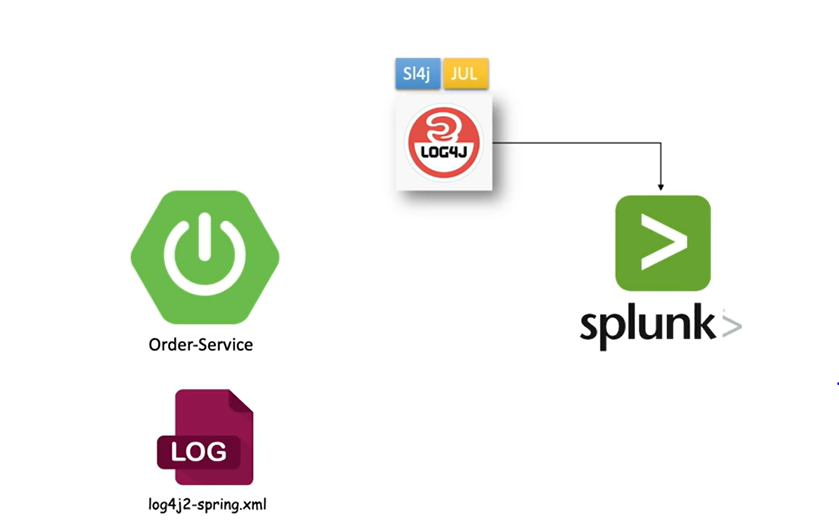 Sl4j JUL
LOG4J
splunk>
Order-Service
LOG
log4j2-spring.xml